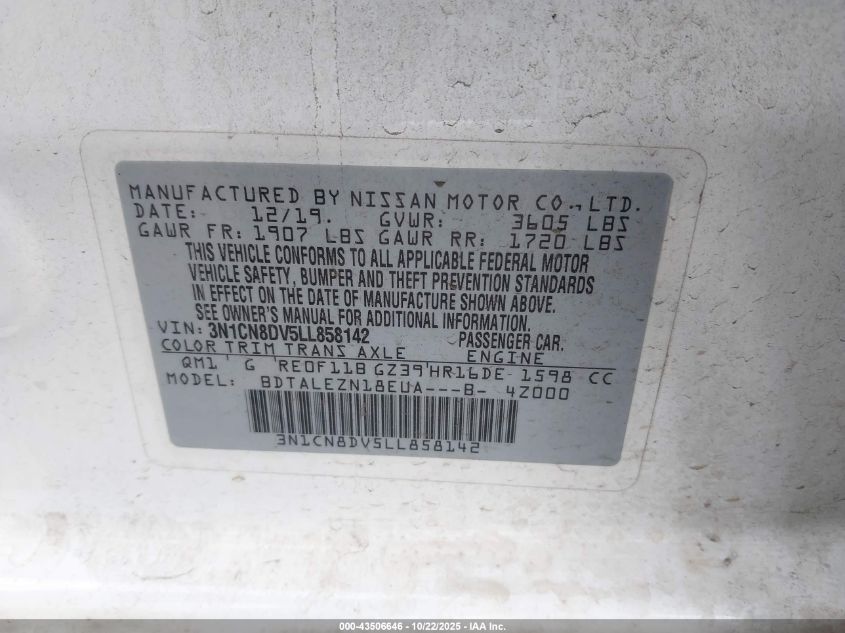 MANUFACTURED BY NISSAN MOTOR CO.,LTD.
DATE: 12/19. GVWR: 3605 LBS
GAWR FR: 1907 LBS GAWR RR: 1720 LBS
THIS VEHICLE CONFORMS TO ALL APPLICABLE FEDERAL MOTOR
VEHICLE SAFETY, BUMPER AND THEFT PREVENTION STANDARDS
IN EFFECT ON THE DATE OF MANUFACTURE SHOWN ABOVE.
SEE OWNER'S MANUAL FOR ADDITIONAL INFORMATION.
VIN: 3N1CN8DV5LL858142 PASSENGER CAR.
COLOR TRIM TRANS AXLE ENGINE
QM1 ' G 'RE0F11B GZ39'HR16DE 1598 CC
MODEL: BDTALEZN18EUA---B- 4Z000
3N1CN8DV5LL858142
000-43506646 - 10/22/2025 - IAA Inc.